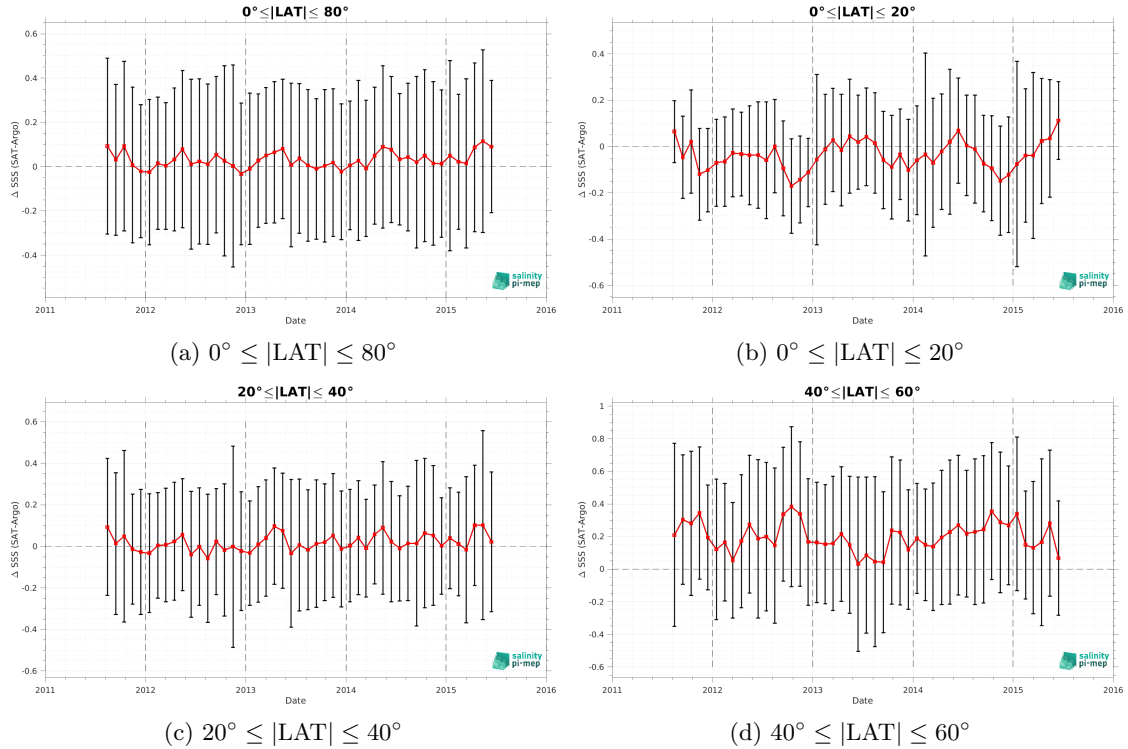 0°≤|LAT|≤ 80°
0.6
0.4
0.2
0
-0.2
-0.4
Δ SSS (SAT-Argo)
2011
2012
2013
2014
2015
2016
Date
salinity
pi-mep
(a) 0° ≤ |LAT| ≤ 80°
0°≤|LAT|≤ 20°
0.4
0.2
0
-0.2
-0.4
-0.6
Δ SSS (SAT-Argo)
2011
2012
2013
2014
2015
2016
Date
salinity
pi-mep
(b) 0° ≤ |LAT| ≤ 20°
20°≤|LAT|≤ 40°
0.6
0.4
0.2
0
-0.2
-0.4
-0.6
Δ SSS (SAT-Argo)
2011
2012
2013
2014
2015
2016
Date
salinity
pi-mep
(c) 20° ≤ |LAT| ≤ 40°
40°≤|LAT|≤ 60°
1
0.8
0.6
0.4
0.2
0
-0.2
-0.4
-0.6
Δ SSS (SAT-Argo)
2011
2012
2013
2014
2015
2016
Date
salinity
pi-mep
(d) 40° ≤ |LAT| ≤ 60°